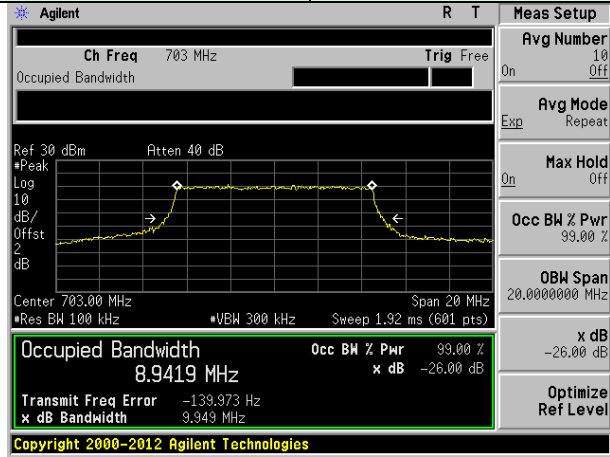 Agilent R T Meas Setup
Avg Number
10
On Off
Ch Freq 703 MHz Trig Free
Occupied Bandwidth
Avg Mode
Exp Repeat
Ref 30 dBm Atten 40 dB
#Peak
Log
10
dB/
Offst
2
dB
Max Hold
On Off
Occ BW % Pwr
99.00 %
OBW Span
20.0000000 MHz
Center 703.00 MHz Span 20 MHz
#Res BW 100 kHz #VBW 300 kHz Sweep 1.92 ms (601 pts)
x dB
-26.00 dB
Occupied Bandwidth Occ BW % Pwr 99.00 %
8.9419 MHz x dB -26.00 dB
Transmit Freq Error -139.973 Hz
x dB Bandwidth 9.949 MHz
Optimize
Ref Level
Copyright 2000-2012 Agilent Technologies